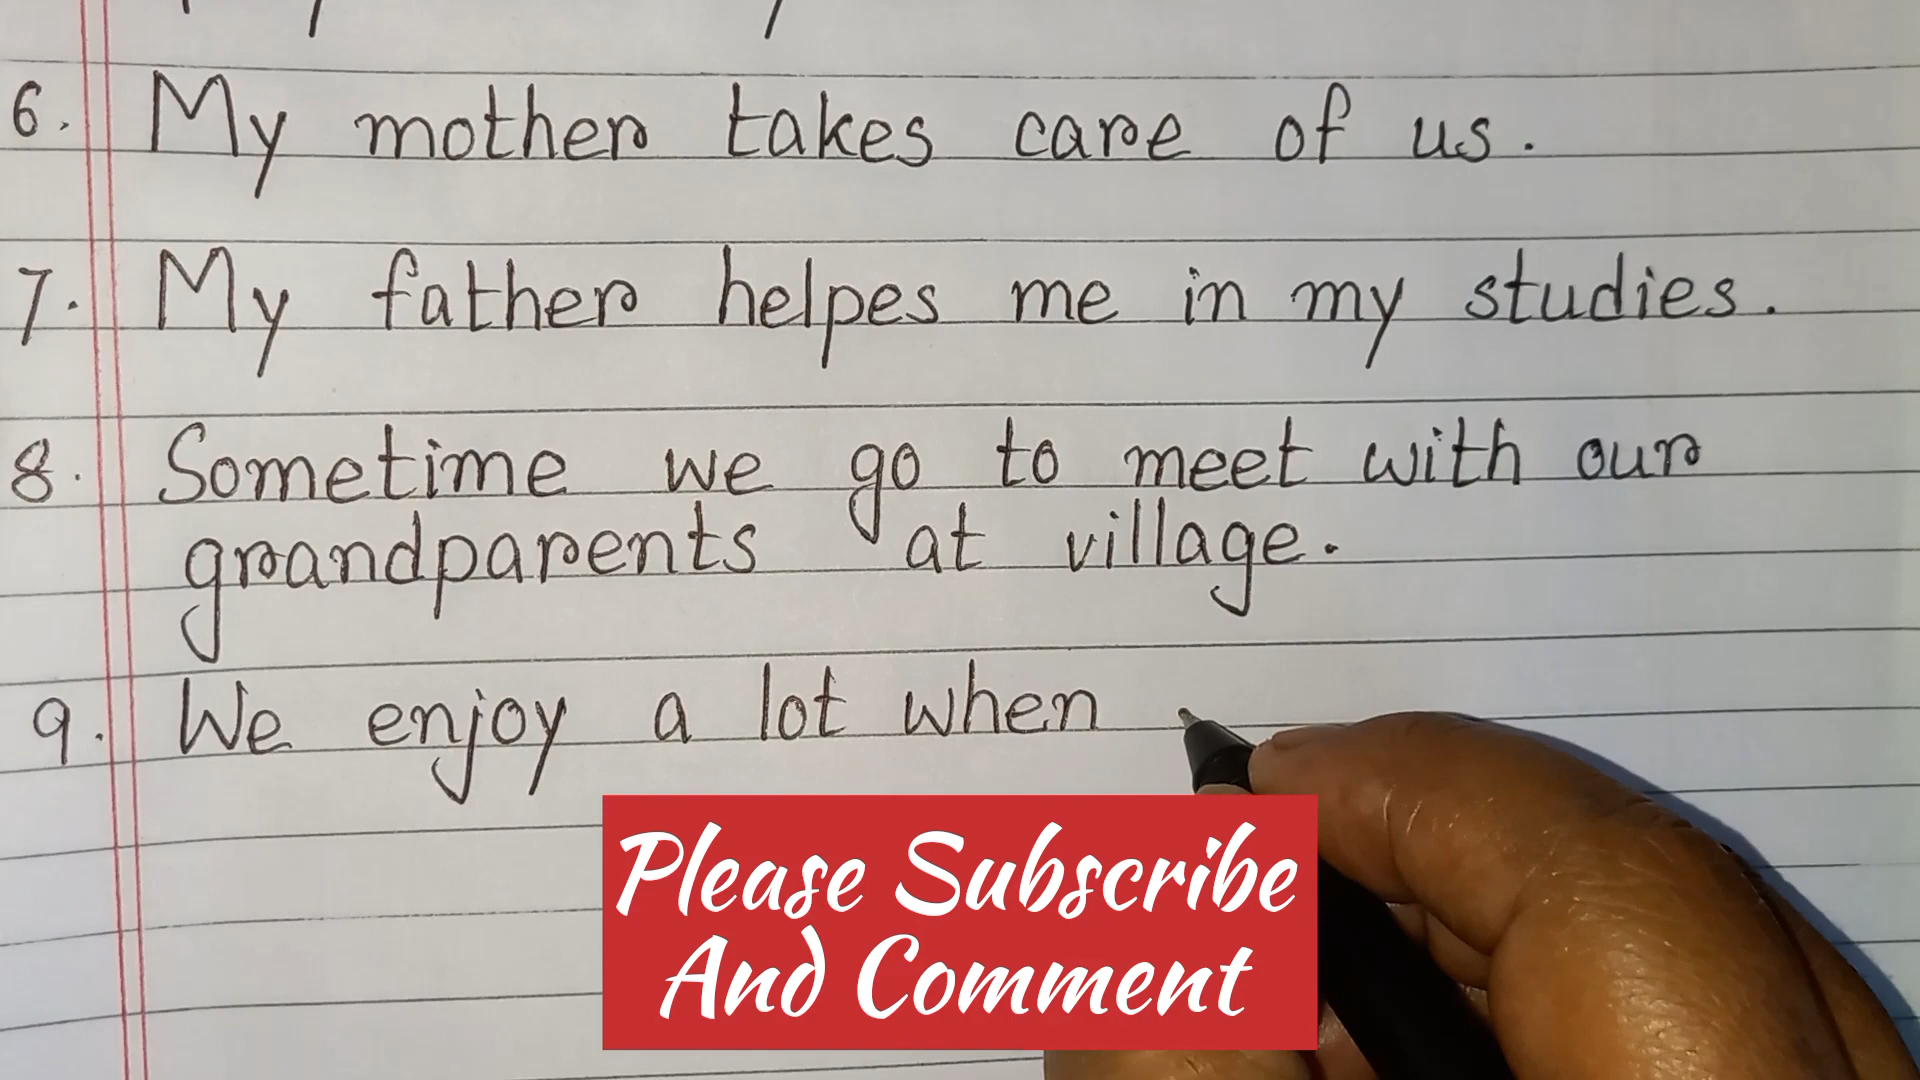 6. My mother takes care of us.
7. My father helpes me in my studies.
8. Sometime we go to meet with our
grandparents at village.
9. We enjoy a lot when
Please Subscribe
And Comment